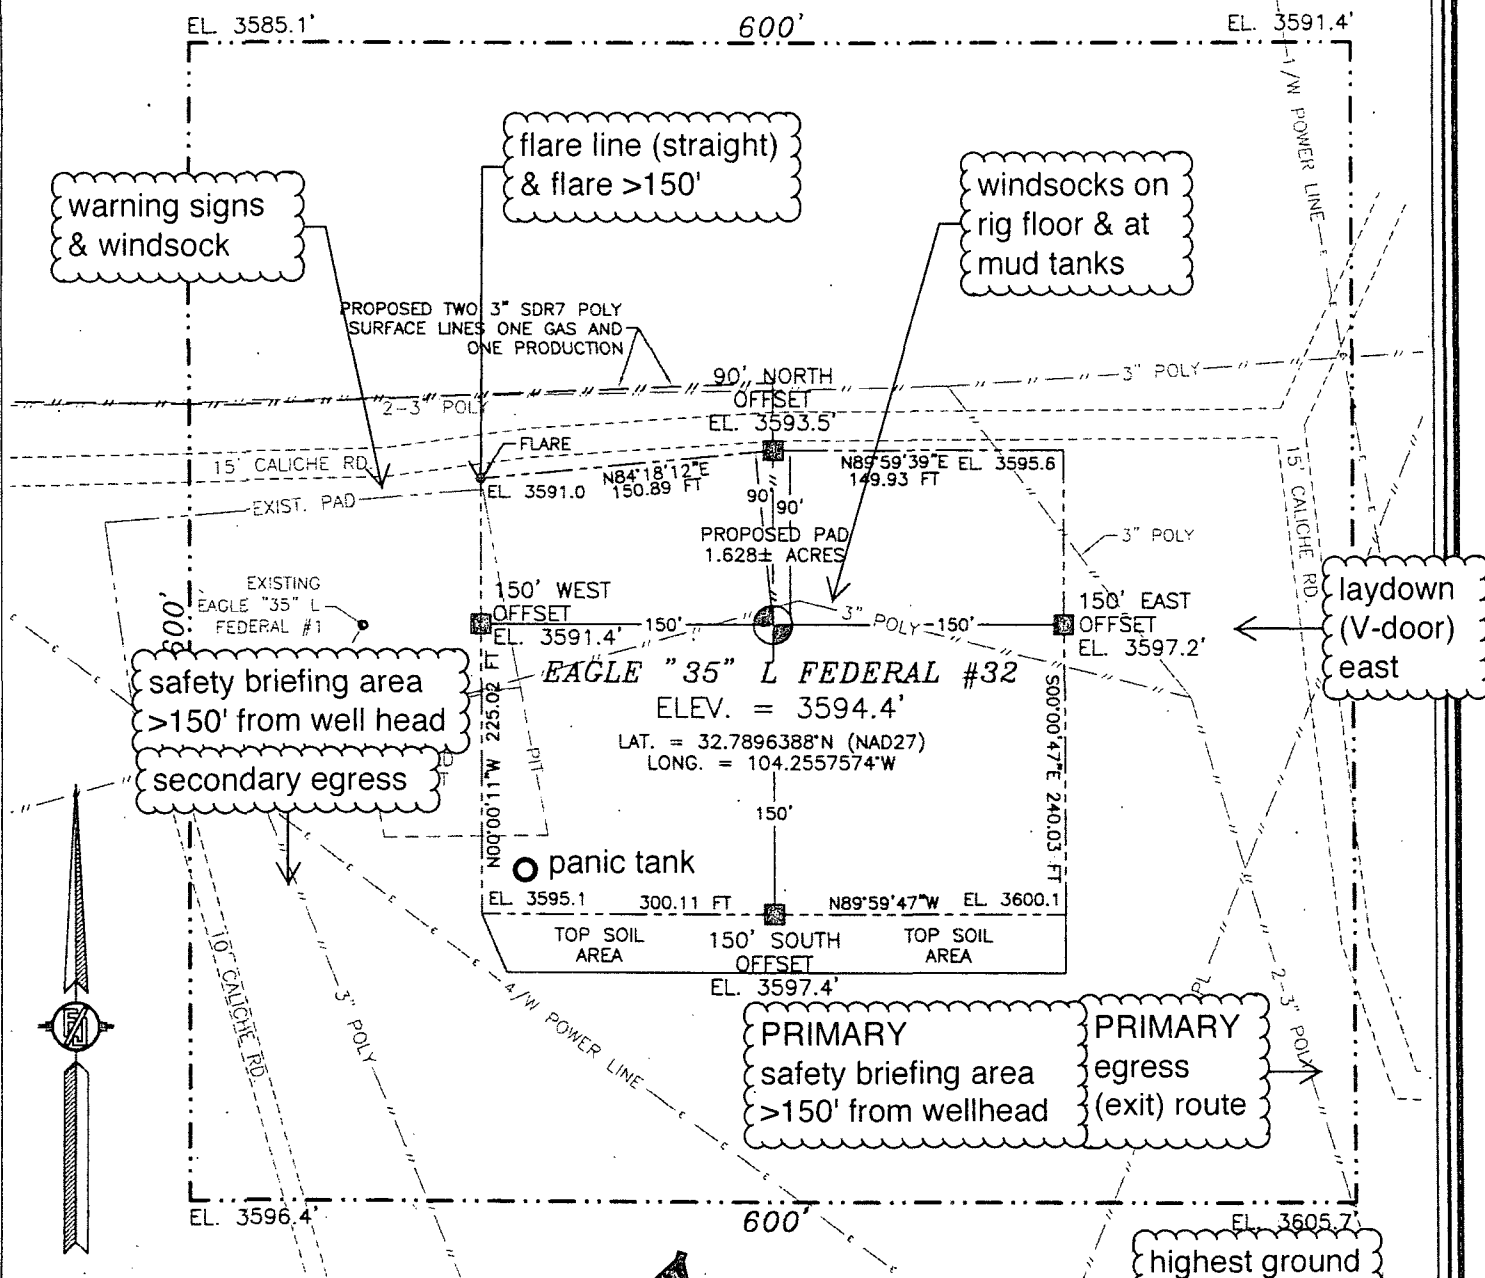 EL. 3585.1'
600'
EL. 3591.4'
1/W POWER LINE
flare line (straight)
& flare >150'
windsocks on
rig floor & at
mud tanks
warning signs
& windsock
PROPOSED TWO 3" SDR7 POLY
SURFACE LINES ONE GAS AND
ONE PRODUCTION
90' NORTH
OFFSET
EL. 3593.5'
3" POLY
2-3" POLY
FLARE
15' CALICHE RD.
N84°18'12"E
150.89 FT
N89°59'39"E EL. 3595.6
149.93 FT
EL. 3591.0
EXIST. PAD
90'
90'
15' CALICHE RD.
PROPOSED PAD
1.628± ACRES
3" POLY
EXISTING
EAGLE "35" L
FEDERAL #1
600'
150' WEST
OFFSET
EL. 3591.4'
150'
3" POLY
150'
150' EAST
OFFSET
EL. 3597.2'
laydown
(V-door)
east
safety briefing area
>150' from well head
EAGLE "35" L FEDERAL #32
ELEV. = 3594.4'
LAT. = 32.7896388°N (NAD27)
LONG. = 104.2557574°W
secondary egress
N00°00'11"W 225.02 FT
PIT
S00°00'47"E 240.03 FT
150'
panic tank
EL. 3595.1
300.11 FT
N89°59'47"W
EL. 3600.1
TOP SOIL
AREA
150' SOUTH
OFFSET
EL. 3597.4'
TOP SOIL
AREA
10' CALICHE RD.
3" POLY
4/W POWER LINE
PL
2-3" POLY
PRIMARY
safety briefing area
>150' from wellhead
PRIMARY
egress
(exit) route
EL. 3596.4'
600'
EL. 3605.7'
highest ground